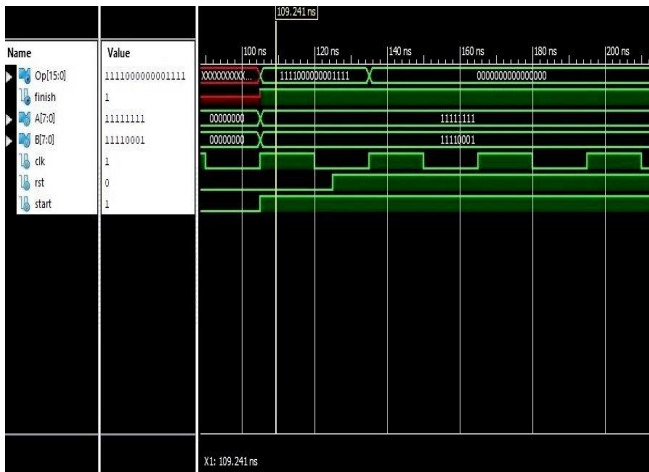 109.241 ns
Name Value 100 ns 120 ns 140 ns 160 ns 180 ns 200 ns
Op[15:0] 1111000000001111 XXXXXXXXXX... 1111000000001111 0000000000000000
finish 1
A[7:0] 11111111 00000000 11111111
B[7:0] 11110001 00000000 11110001
clk 1
rst 0
start 1
X1: 109.241 ns